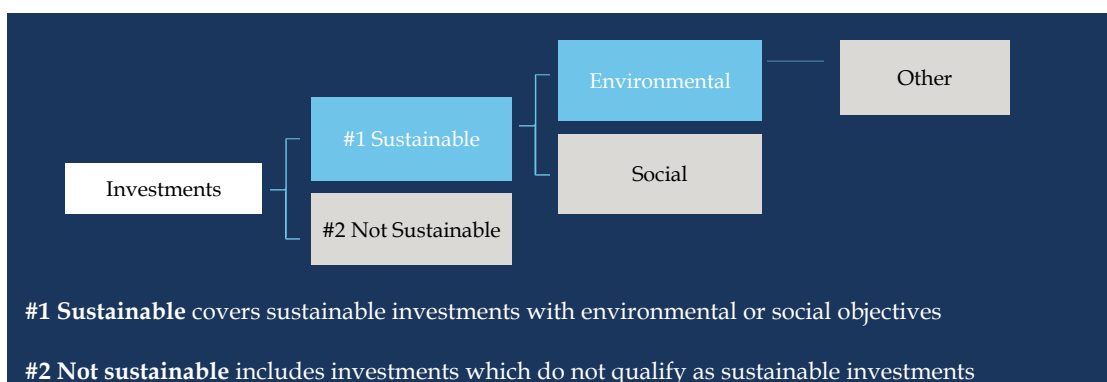 Environmental
Other
#1 Sustainable
Social
Investments
#2 Not Sustainable
#1 Sustainable covers sustainable investments with environmental or social objectives
#2 Not sustainable includes investments which do not qualify as sustainable investments